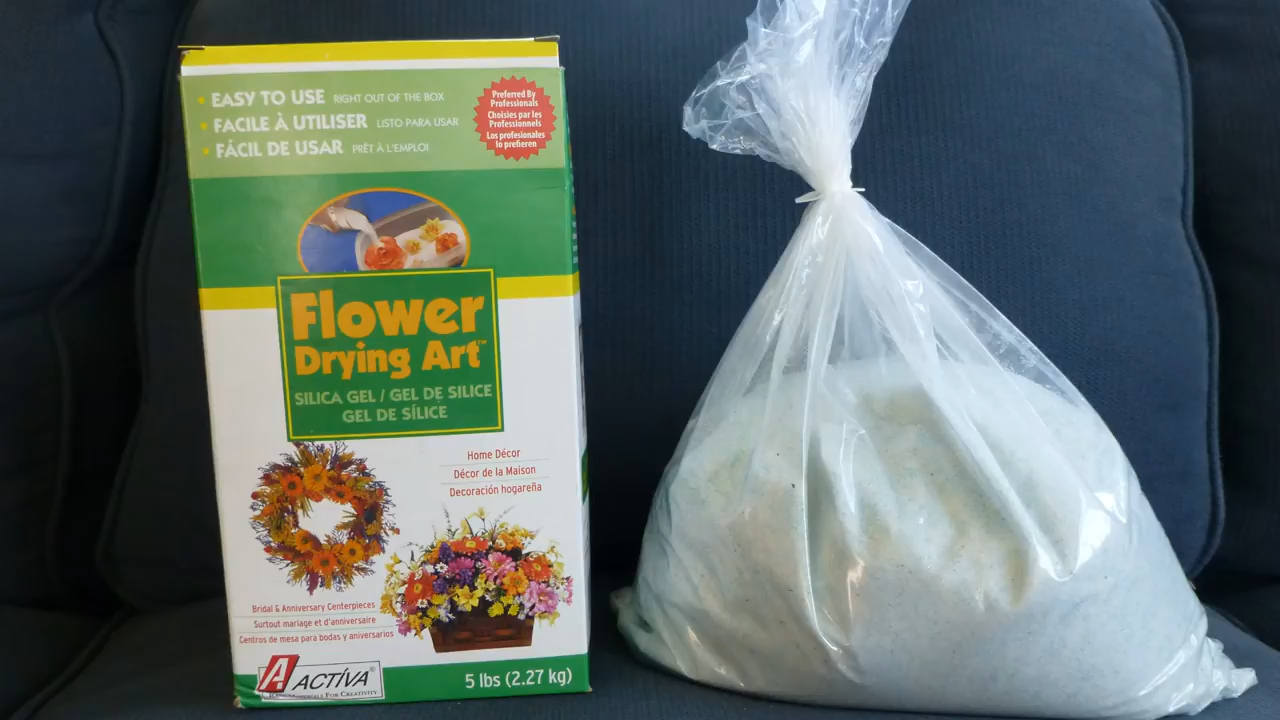 • EASY TO USE RIGHT OUT OF THE BOX
• FACILE À UTILISER LISTO PARA USAR
• FÁCIL DE USAR PRÊT À L'EMPLOI
Preferred By
Professionals
Choisies par les
Professionnels
Los profesionales
lo prefieren
Flower
Drying Art™
SILICA GEL / GEL DE SILICE
GEL DE SÍLICE
Home Décor
Décor de la Maison
Decoración hogareña
Bridal & Anniversary Centerpieces
Surtout mariage et d'anniversaire
Centros de mesa para bodas y aniversarios
ACTÍVA®
FOR CREATIVITY
5 lbs (2.27 kg)